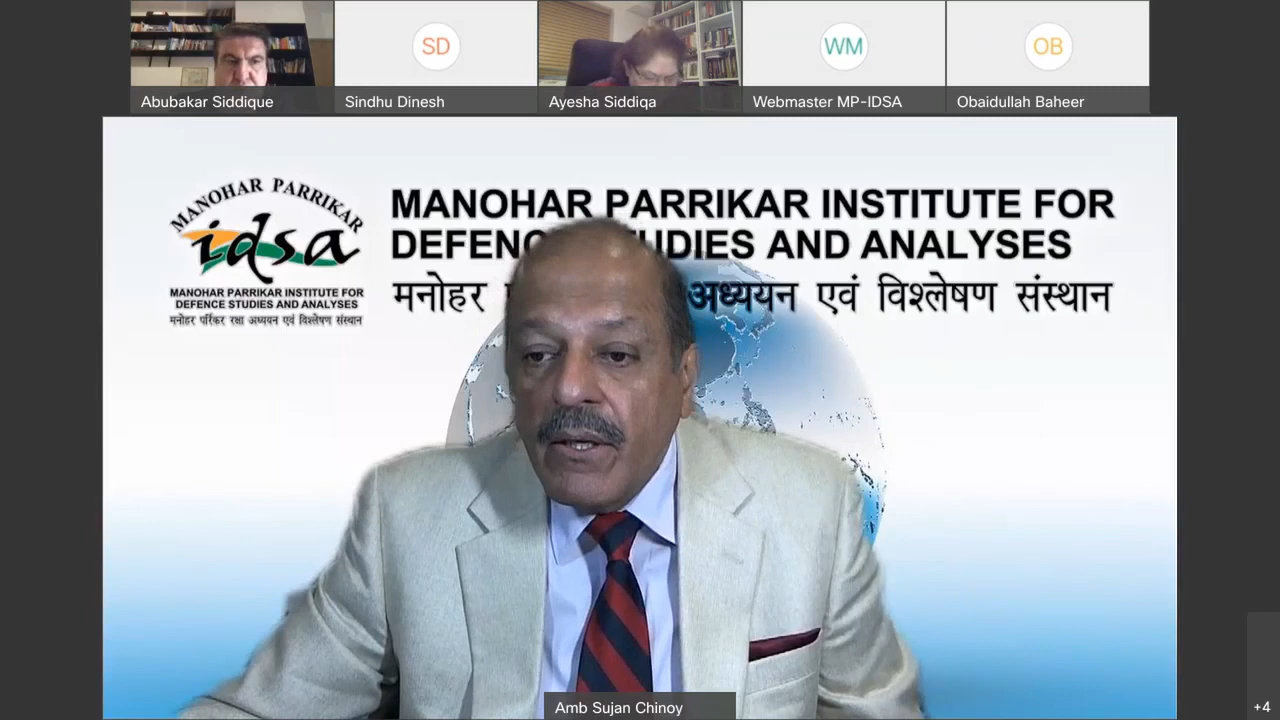 SD
WM
OB
Abubakar Siddique
Sindhu Dinesh
Ayesha Siddiqa
Webmaster MP-IDSA
Obaidullah Baheer
MANOHAR PARRIKAR
idsa
MANOHAR PARRIKAR INSTITUTE FOR
DEFENCE STUDIES AND ANALYSES
मनोहर पर्रिकर रक्षा अध्ययन एवं विश्लेषण संस्थान
MANOHAR PARRIKAR INSTITUTE FOR
DEFENC UDIES AND ANALYSES
मनोहर अध्ययन एवं विश्लेषण संस्थान
Amb Sujan Chinoy
+4